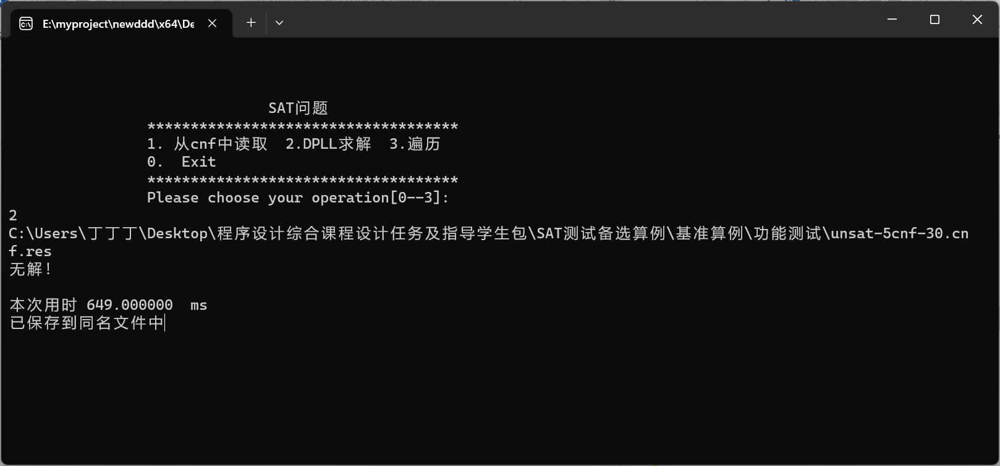 E:\myproject\newddd\x64\De
SAT问题
************************************
1. 从cnf中读取  2.DPLL求解  3.遍历
0.  Exit
************************************
Please choose your operation[0--3]:
2
C:\Users\丁丁丁\Desktop\程序设计综合课程设计任务及指导学生包\SAT测试备选算例\基准算例\功能测试\unsat-5cnf-30.cn
f.res
无解!
本次用时 649.000000  ms
已保存到同名文件中